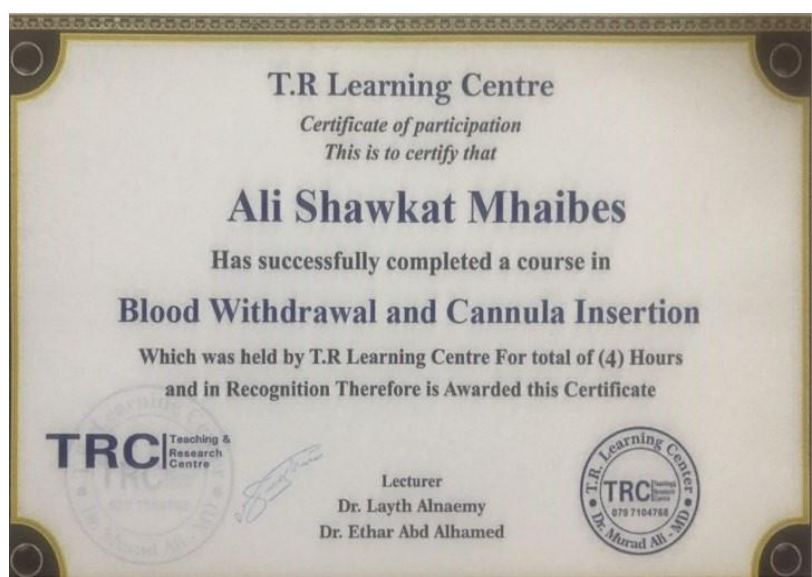 T.R Learning Centre
Certificate of participation
This is to certify that
Ali Shawkat Mhaibes
Has successfully completed a course in
Blood Withdrawal and Cannula Insertion
Which was held by T.R Learning Centre For total of (4) Hours
and in Recognition Therefore is Awarded this Certificate
TRC
Teaching &
Research
Centre
Lecturer
Dr. Layth Alnaemy
Dr. Ethar Abd Alhamed
T.R. Learning Center
TRC
079 7104768
Dr. Murad Ali - MD